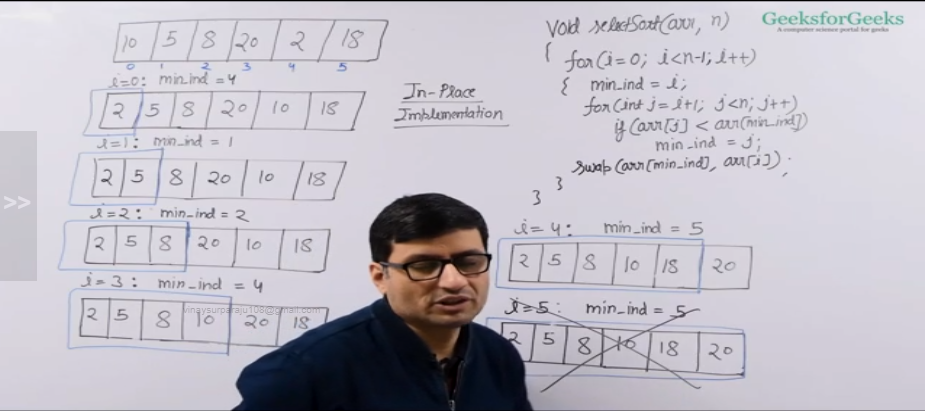 10 5 8 20 2 18
0 1 2 3 4 5
i=0: min_ind = 4
2 5 8 20 10 18
i=1: min_ind = 1
2 5 8 20 10 18
i=2: min_ind = 2
2 5 8 20 10 18
i=3: min_ind = 4
2 5 8 10 20 18
vinaysurparaju108@gmail.com
>>
In-Place
Implementation
void selectSort(arr, n)
{ for(i=0; i<n-1; i++)
{ min_ind = i;
for(int j=i+1; j<n; j++)
if(arr[j] < arr[min_ind])
min_ind = j;
swap(arr[min_ind], arr[i]);
}
}
i=4: min_ind = 5
2 5 8 10 18 20
i=5: min_ind = 5
2 5 8 10 18 20
GeeksforGeeks
A computer science portal for geeks